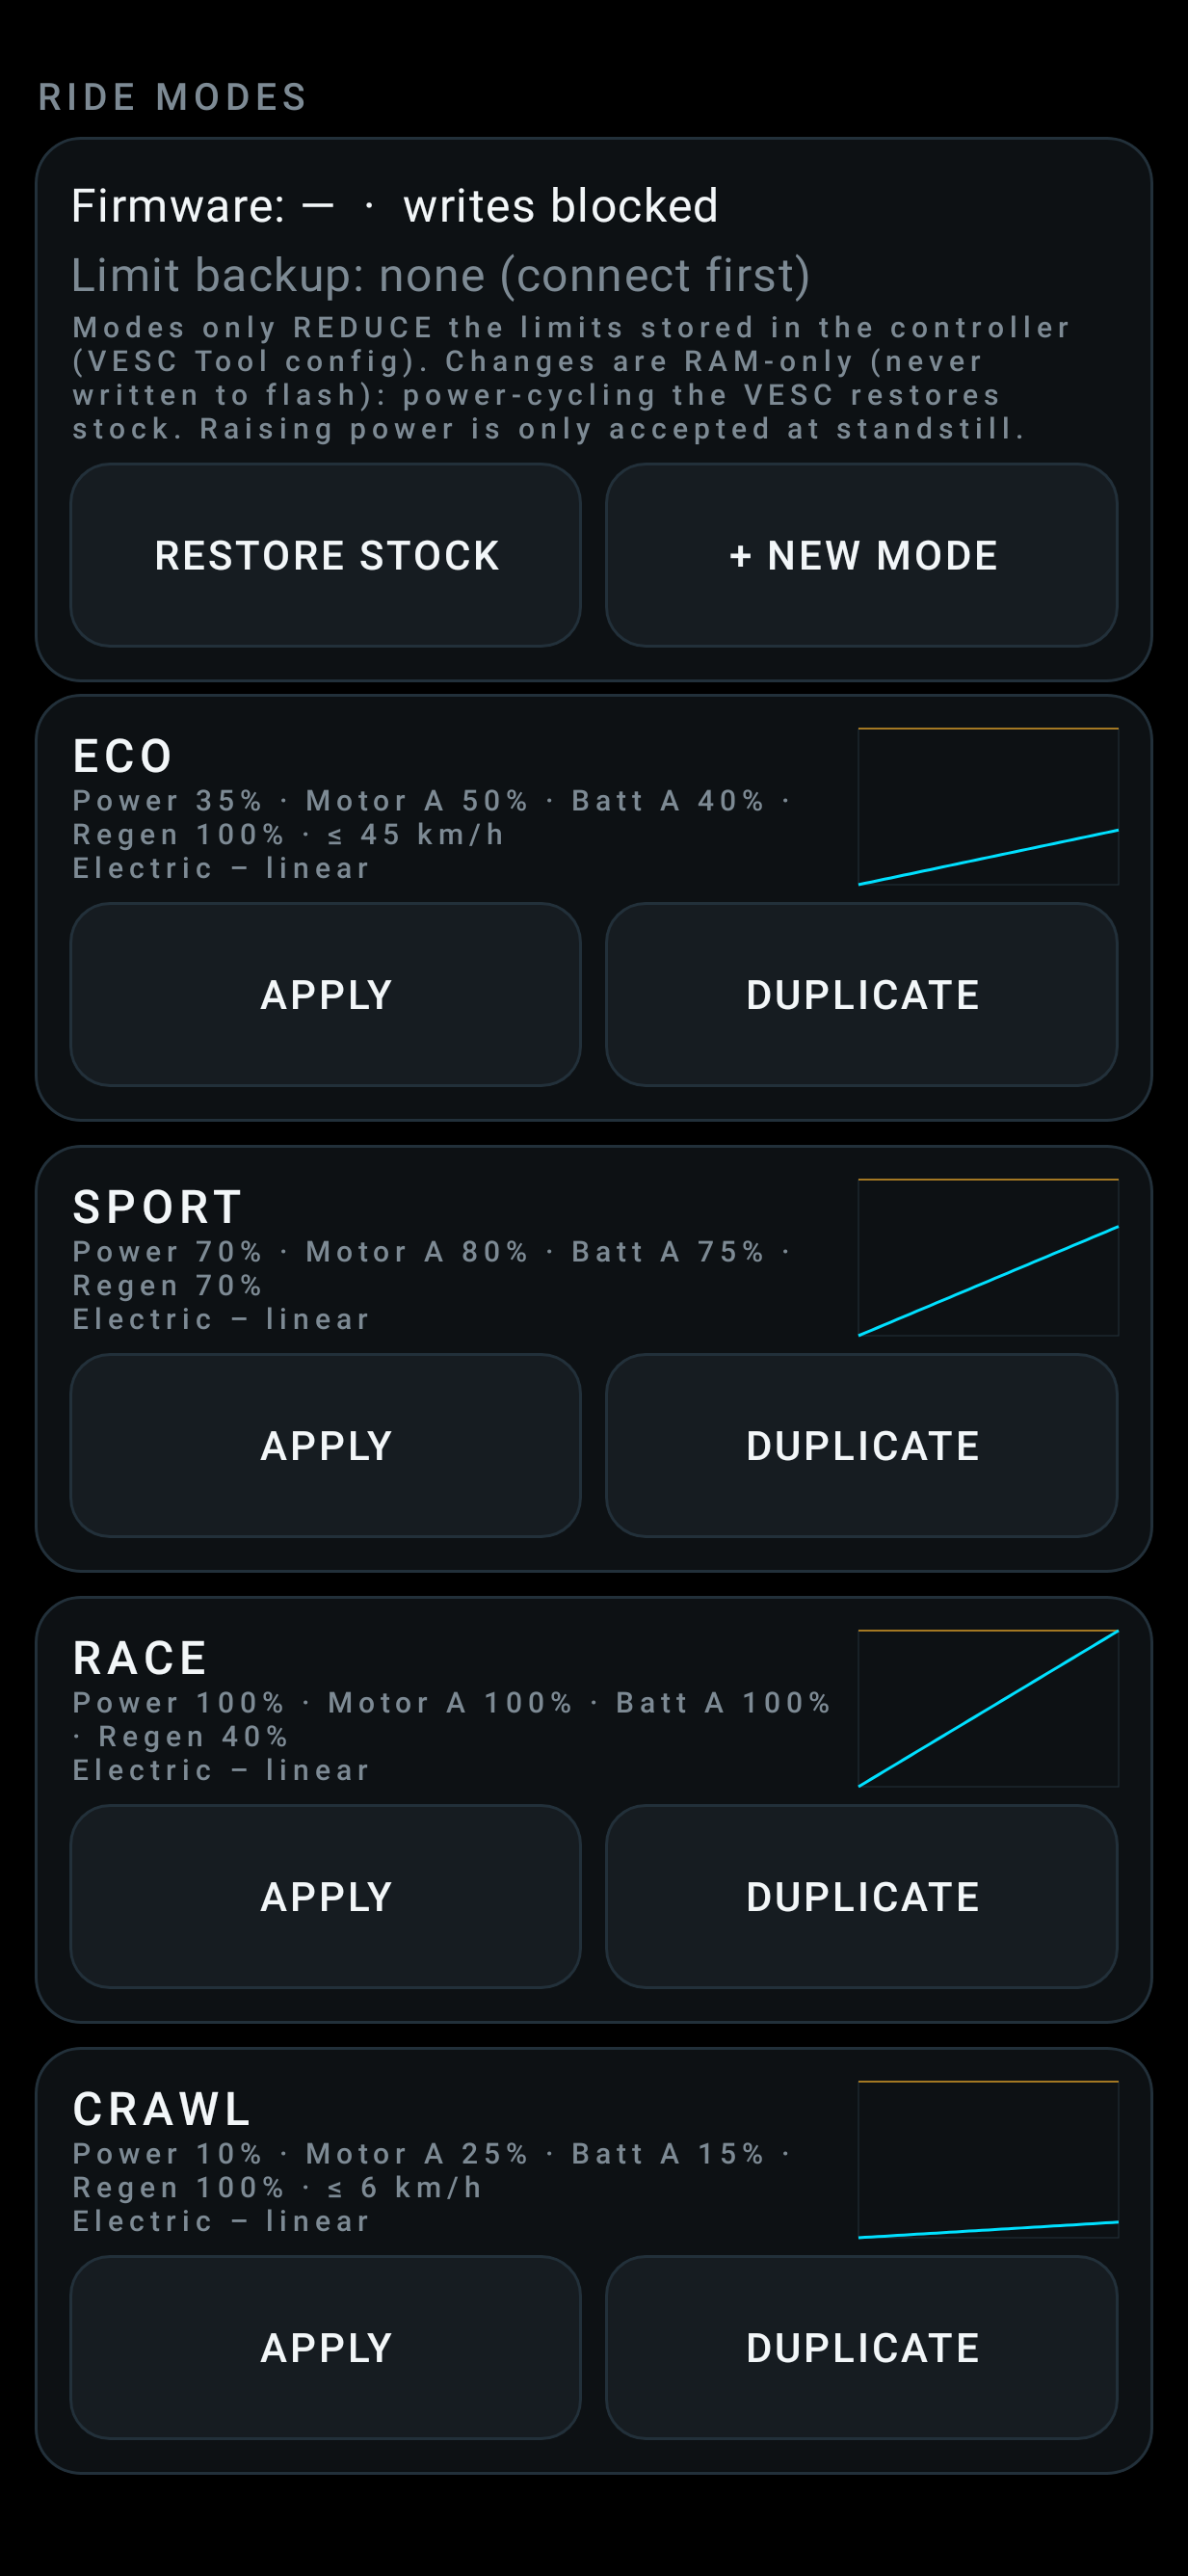 RIDE MODES
Firmware: — · writes blocked
Limit backup: none (connect first)
Modes only REDUCE the limits stored in the controller
(VESC Tool config). Changes are RAM-only (never
written to flash): power-cycling the VESC restores
stock. Raising power is only accepted at standstill.
RESTORE STOCK
+ NEW MODE
ECO
Power 35% · Motor A 50% · Batt A 40% ·
Regen 100% · ≤ 45 km/h
Electric – linear
APPLY
DUPLICATE
SPORT
Power 70% · Motor A 80% · Batt A 75% ·
Regen 70%
Electric – linear
APPLY
DUPLICATE
RACE
Power 100% · Motor A 100% · Batt A 100%
· Regen 40%
Electric – linear
APPLY
DUPLICATE
CRAWL
Power 10% · Motor A 25% · Batt A 15% ·
Regen 100% · ≤ 6 km/h
Electric – linear
APPLY
DUPLICATE